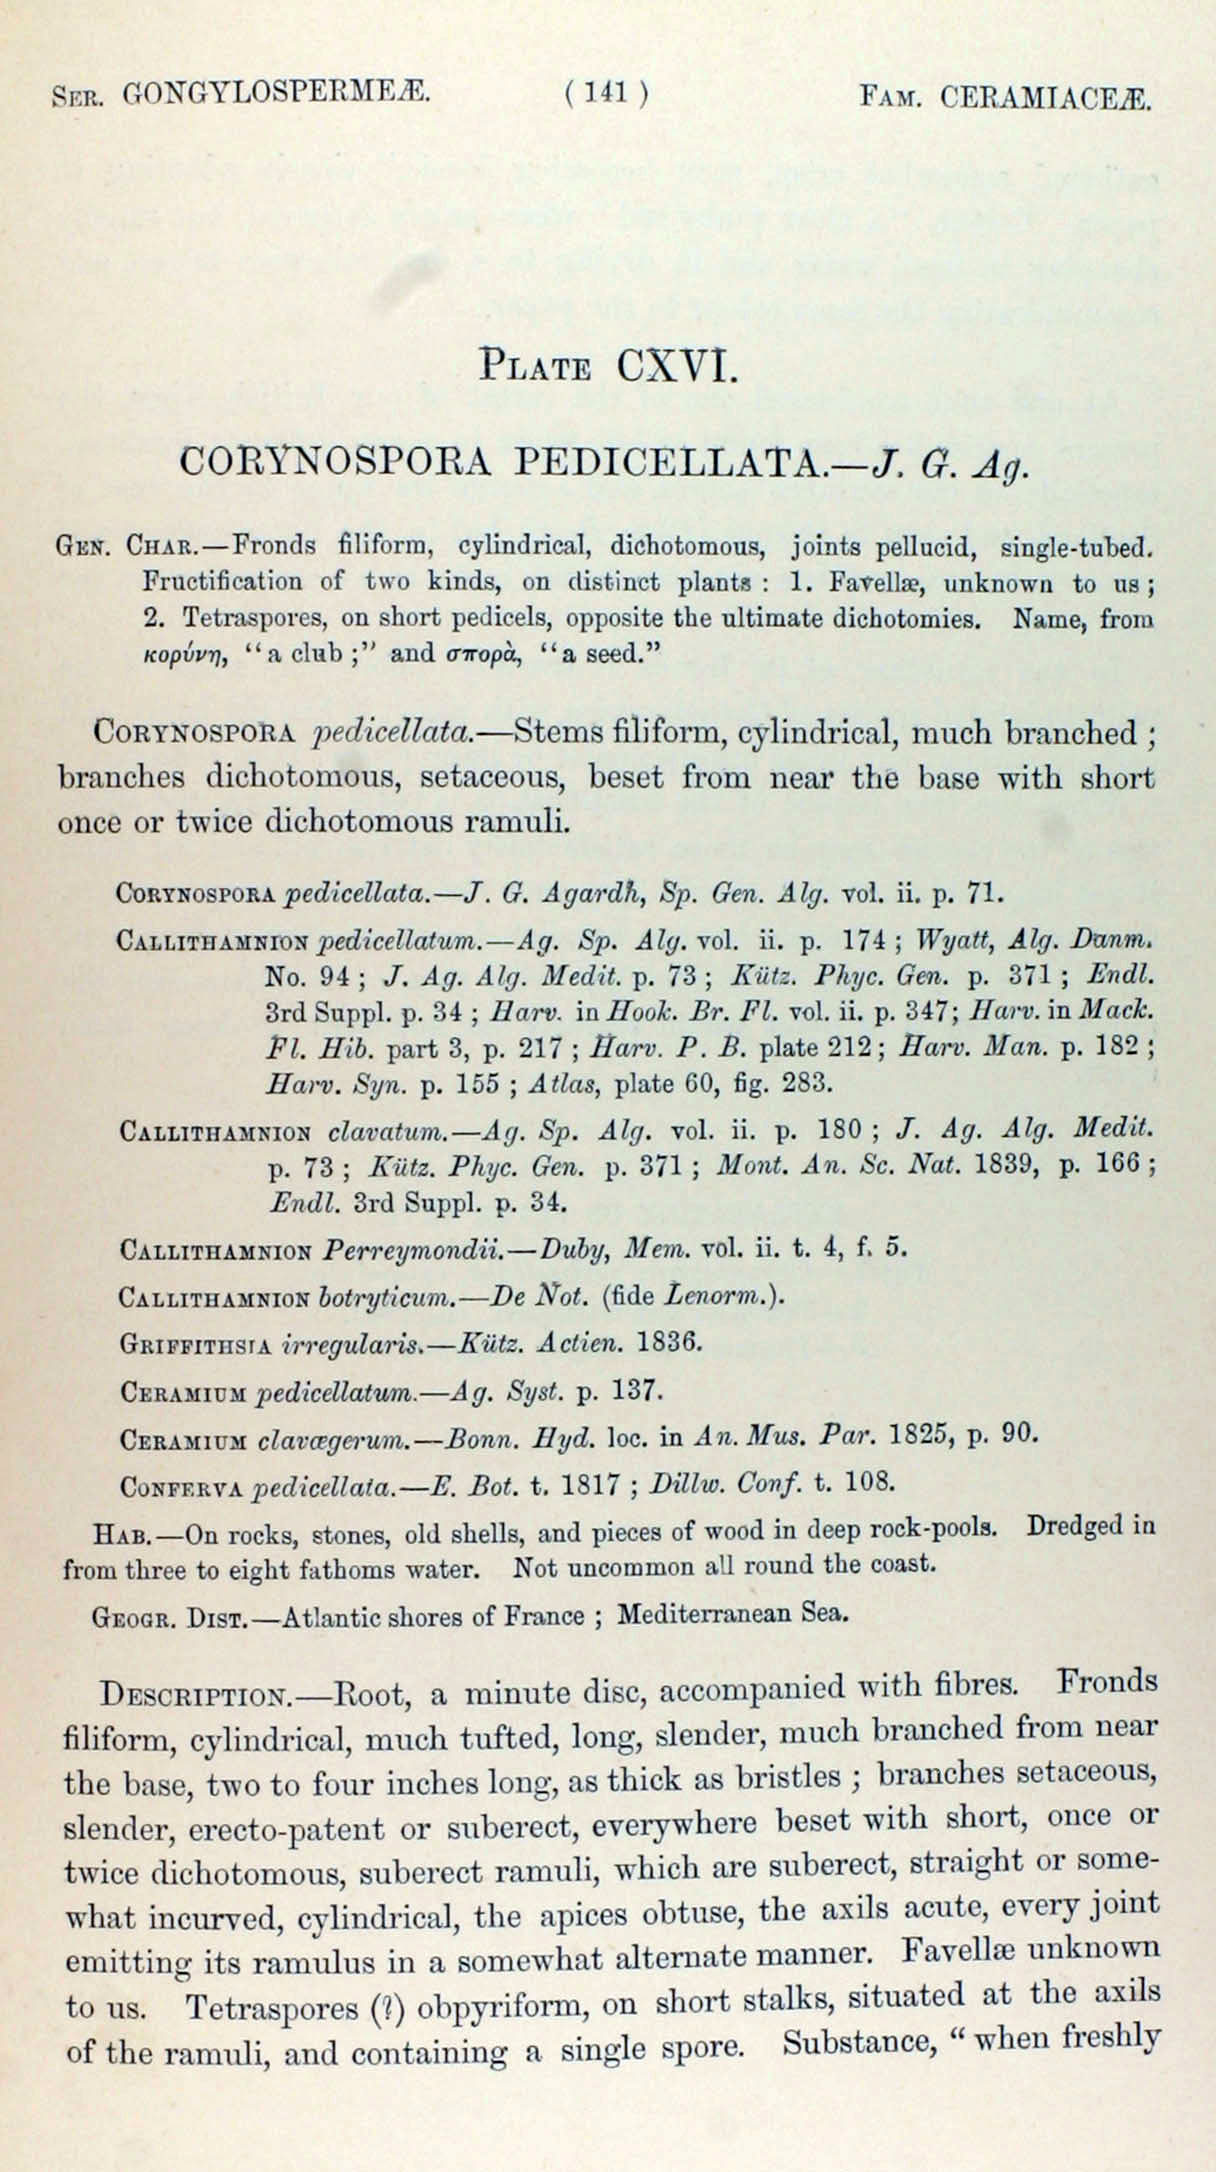 SER. GONGYLOSPERMEÆ. (141) FAM. CERAMIACEÆ.
PLATE CXVI.
CORYNOSPORA PEDICELLATA.—J. G. Ag.
GEN. CHAR.—Fronds filiform, cylindrical, dichotomous, joints pellucid, single-tubed.
Fructification of two kinds, on distinct plants : 1. Favellæ, unknown to us ;
2. Tetraspores, on short pedicels, opposite the ultimate dichotomies. Name, from
κορύνη, “a club ;” and σπορὰ, “a seed.”
CORYNOSPORA pedicellata.—Stems filiform, cylindrical, much branched ;
branches dichotomous, setaceous, beset from near the base with short
once or twice dichotomous ramuli.
CORYNOSPORA pedicellata.—J. G. Agardh, Sp. Gen. Alg. vol. ii. p. 71.
CALLITHAMNION pedicellatum.—Ag. Sp. Alg. vol. ii. p. 174 ; Wyatt, Alg. Danm.
No. 94 ; J. Ag. Alg. Medit. p. 73 ; Kütz. Phyc. Gen. p. 371 ; Endl.
3rd Suppl. p. 34 ; Harv. in Hook. Br. Fl. vol. ii. p. 347; Harv. in Mack.
Fl. Hib. part 3, p. 217 ; Harv. P. B. plate 212 ; Harv. Man. p. 182 ;
Harv. Syn. p. 155 ; Atlas, plate 60, fig. 283.
CALLITHAMNION clavatum.—Ag. Sp. Alg. vol. ii. p. 180 ; J. Ag. Alg. Medit.
p. 73 ; Kütz. Phyc. Gen. p. 371 ; Mont. An. Sc. Nat. 1839, p. 166 ;
Endl. 3rd Suppl. p. 34.
CALLITHAMNION Perreymondii.—Duby, Mem. vol. ii. t. 4, f. 5.
CALLITHAMNION botryticum.—De Not. (fide Lenorm.).
GRIFFITHSIA irregularis.—Kütz. Actien. 1836.
CERAMIUM pedicellatum.—Ag. Syst. p. 137.
CERAMIUM clavægerum.—Bonn. Hyd. loc. in An. Mus. Par. 1825, p. 90.
CONFERVA pedicellata.—E. Bot. t. 1817 ; Dillw. Conf. t. 108.
HAB.—On rocks, stones, old shells, and pieces of wood in deep rock-pools. Dredged in
from three to eight fathoms water. Not uncommon all round the coast.
GEOGR. DIST.—Atlantic shores of France ; Mediterranean Sea.
DESCRIPTION.—Root, a minute disc, accompanied with fibres. Fronds
filiform, cylindrical, much tufted, long, slender, much branched from near
the base, two to four inches long, as thick as bristles ; branches setaceous,
slender, erecto-patent or suberect, everywhere beset with short, once or
twice dichotomous, suberect ramuli, which are suberect, straight or some-
what incurved, cylindrical, the apices obtuse, the axils acute, every joint
emitting its ramulus in a somewhat alternate manner. Favellæ unknown
to us. Tetraspores (?) obpyriform, on short stalks, situated at the axils
of the ramuli, and containing a single spore. Substance, “ when freshly